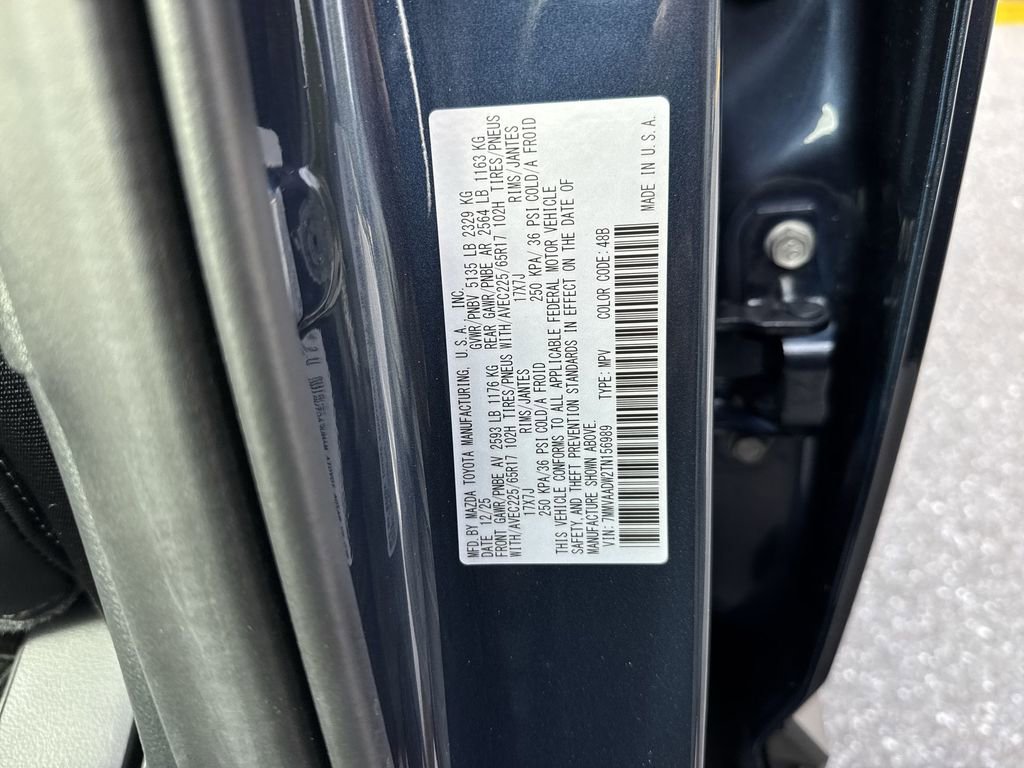 MFD.BY MAZDA TOYOTA MANUFACTURING, U.S.A., INC.
DATE 12/25 GVWR/PNBV 5135 LB 2329 KG
FRONT GAWR/PNBE AV 2593 LB 1176 KG REAR GAWR/PNBE AR 2564 LB 1163 KG
WITH/AVEC225/65R17 102H TIRES/PNEUS WITH/AVEC225/65R17 102H TIRES/PNEUS
17X7J RIMS/JANTES 17X7J RIMS/JANTES
250 KPA/36 PSI COLD/A FROID 250 KPA/ 36 PSI COLD/A FROID
THIS VEHICLE CONFORMS TO ALL APPLICABLE FEDERAL MOTOR VEHICLE
SAFETY AND THEFT PREVENTION STANDARDS IN EFFECT ON THE DATE OF
MANUFACTURE SHOWN ABOVE.
VIN: 7MMVAADW2TN156989 TYPE: MPV COLOR CODE: 48B
MADE IN U.S.A.